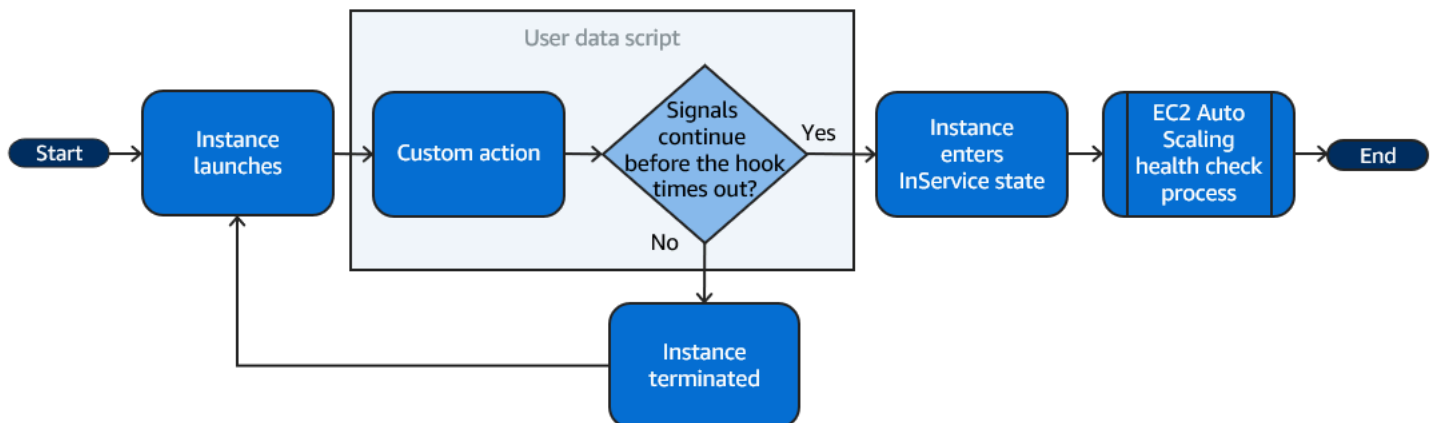 User data script
Start
Instance
launches
Custom action
Signals
continue
before the hook
times out?
Yes
No
Instance
enters
InService state
EC2 Auto
Scaling
health check
process
End
Instance
terminated